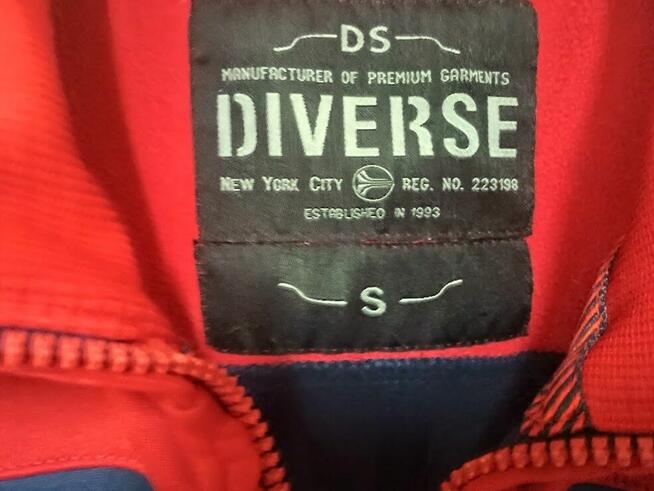 DS
MANUFACTURER OF PREMIUM GARMENTS
DIVERSE
NEW YORK CITY REG. NO. 223198
ESTABLISHED IN 1993
S